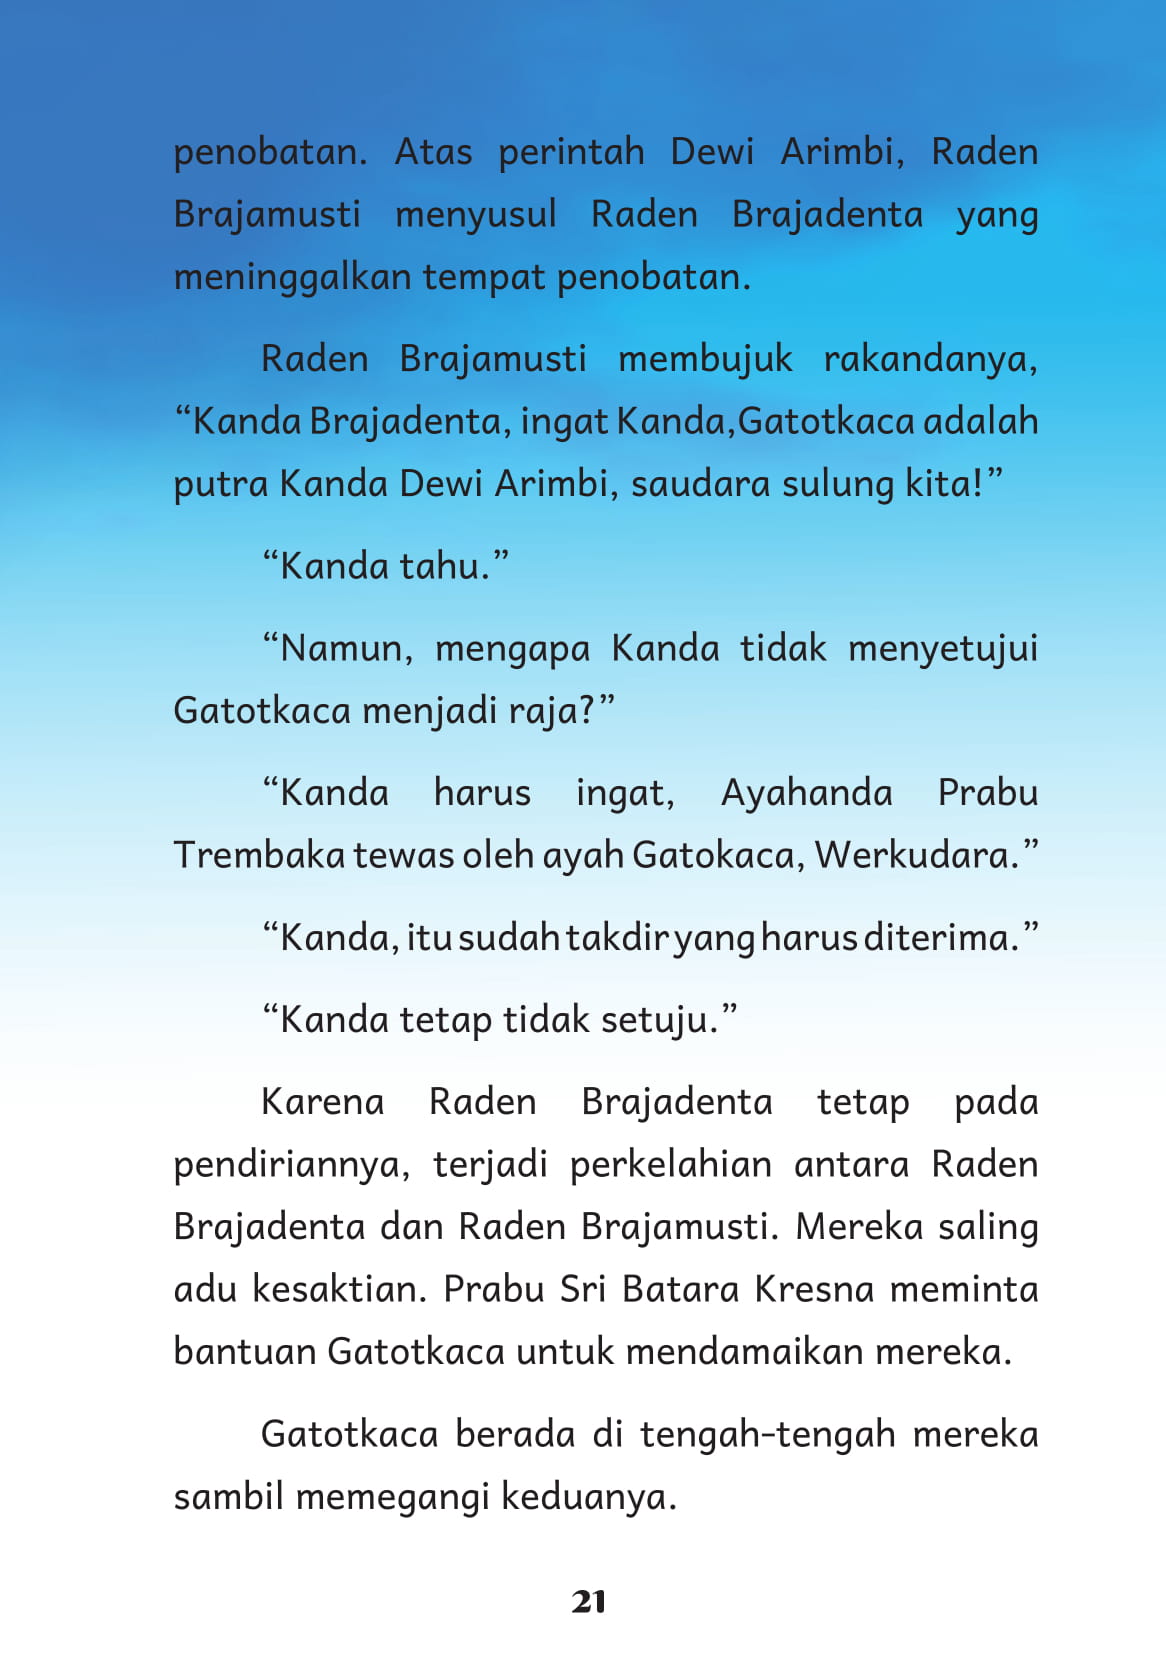 penobatan. Atas perintah Dewi Arimbi, Raden
Brajamusti menyusul Raden Brajadenta yang
meninggalkan tempat penobatan.
Raden Brajamusti membujuk rakandanya,
“Kanda Brajadenta, ingat Kanda,Gatotkaca adalah
putra Kanda Dewi Arimbi, saudara sulung kita!”
“Kanda tahu.”
“Namun, mengapa Kanda tidak menyetujui
Gatotkaca menjadi raja?”
“Kanda harus ingat, Ayahanda Prabu
Trembaka tewas oleh ayah Gatokaca, Werkudara.”
“Kanda, itu sudah takdir yang harus diterima.”
“Kanda tetap tidak setuju.”
Karena Raden Brajadenta tetap pada
pendiriannya, terjadi perkelahian antara Raden
Brajadenta dan Raden Brajamusti. Mereka saling
adu kesaktian. Prabu Sri Batara Kresna meminta
bantuan Gatotkaca untuk mendamaikan mereka.
Gatotkaca berada di tengah-tengah mereka
sambil memegangi keduanya.
21